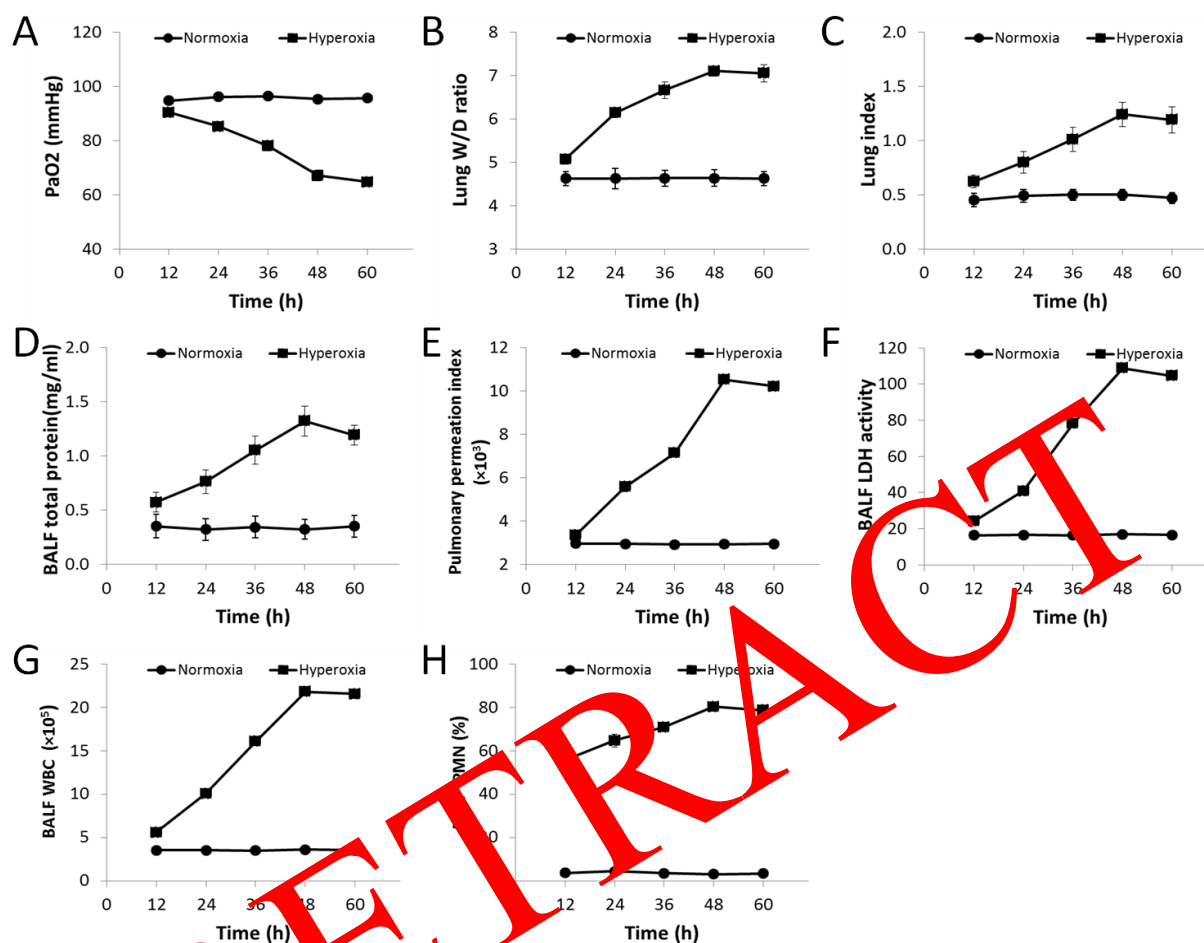 A
Normoxia Hyperoxia
120
100
80
60
40
PaO2 (mmHg)
0 12 24 36 48 60
Time (h)
B
Normoxia Hyperoxia
8
7
6
5
4
3
Lung W/D ratio
0 12 24 36 48 60
Time (h)
C
Normoxia Hyperoxia
2.0
1.5
1.0
0.5
0.0
Lung index
0 12 24 36 48 60
Time (h)
D
Normoxia Hyperoxia
2.0
1.5
1.0
0.5
0.0
BALF total protein(mg/ml)
0 12 24 36 48 60
Time (h)
E
Normoxia Hyperoxia
12
10
8
6
4
2
Pulmonary permeation index
(×10³)
0 12 24 36 48 60
Time (h)
F
Normoxia Hyperoxia
120
100
80
60
40
20
0
BALF LDH activity
0 12 24 36 48 60
Time (h)
G
Normoxia Hyperoxia
25
20
15
10
5
0
BALF WBC (×10⁵)
0 12 24 36 48 60
Time (h)
H
Normoxia Hyperoxia
100
80
60
40
20
PMN (%)
12 24 36 48 60
Time (h)
ETRACT